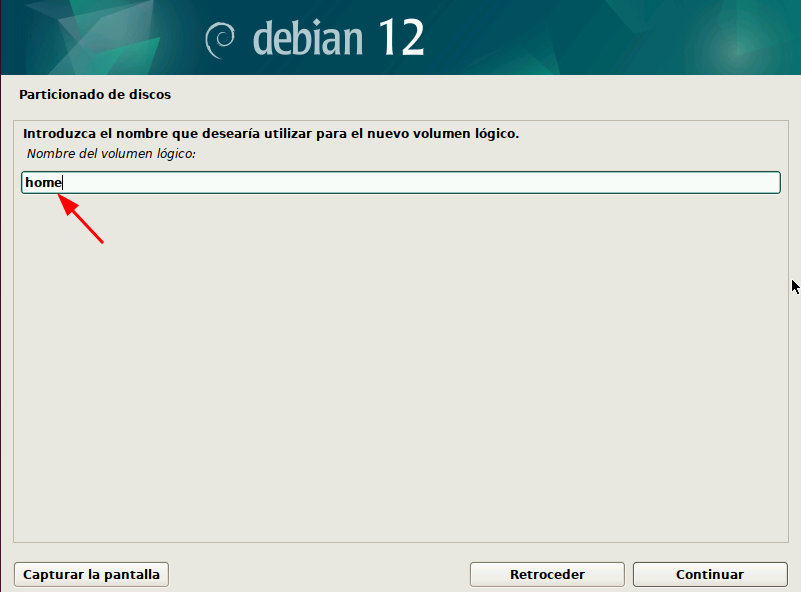 debian 12
Particionado de discos
Introduzca el nombre que desearía utilizar para el nuevo volumen lógico.
Nombre del volumen lógico:
home
Capturar la pantalla
Retroceder
Continuar